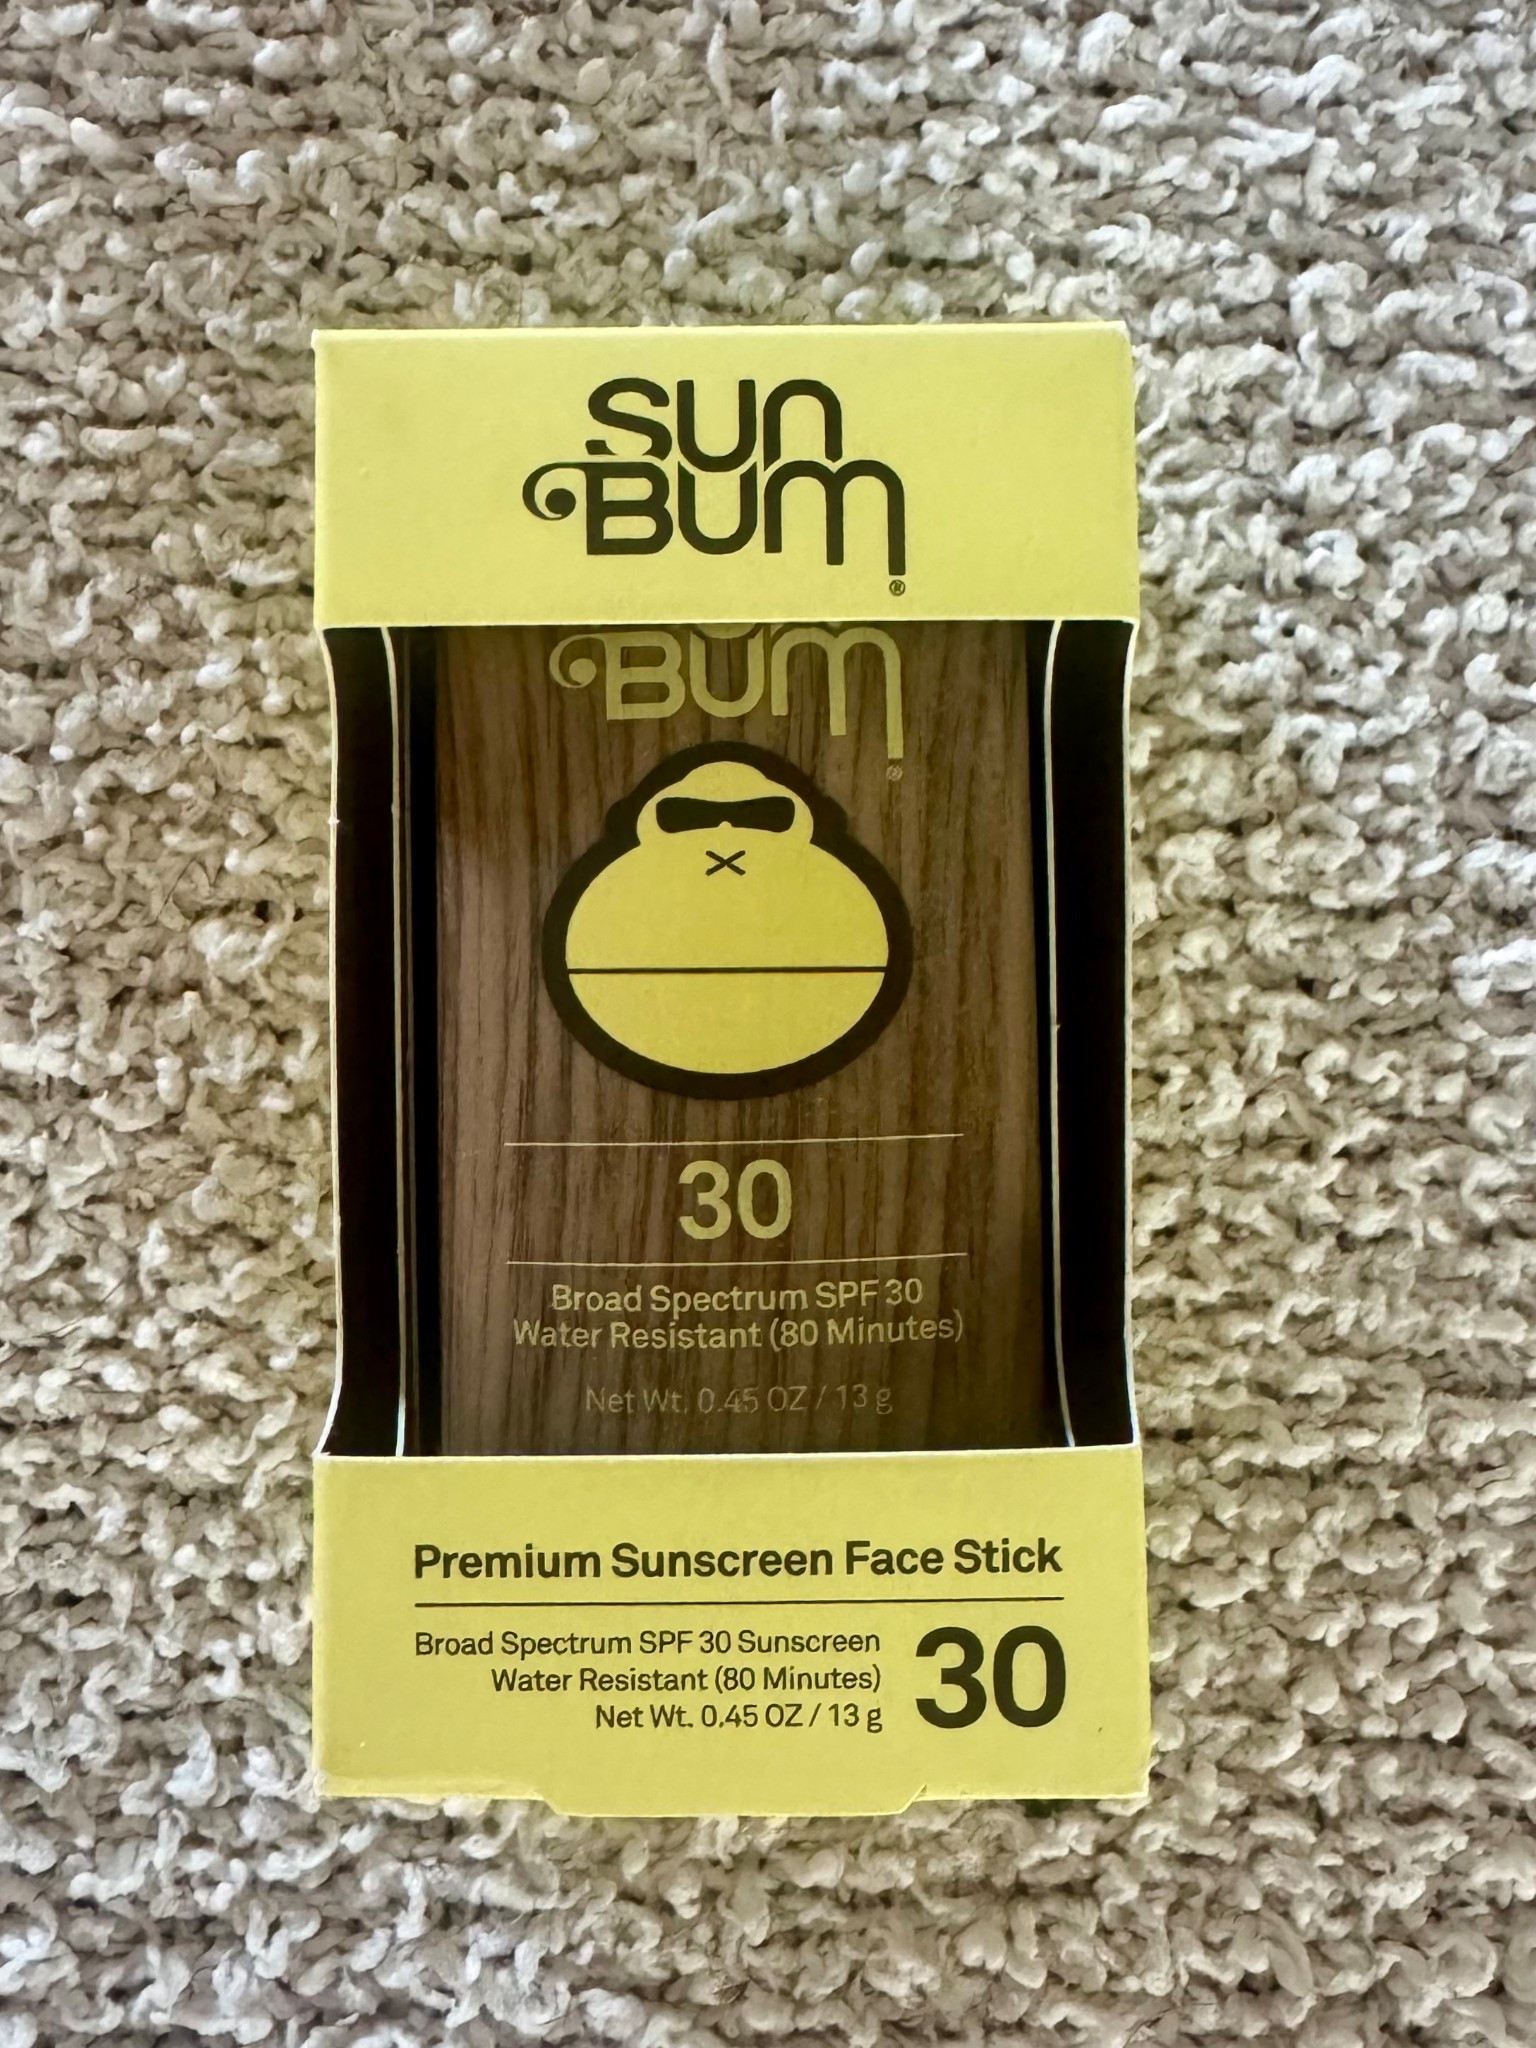 SUN
BUM®
BUM®
30
Broad Spectrum SPF 30
Water Resistant (80 Minutes)
Net Wt. 0.45 OZ / 13 g
Premium Sunscreen Face Stick
Broad Spectrum SPF 30 Sunscreen
Water Resistant (80 Minutes)
Net Wt. 0.45 OZ / 13 g
30